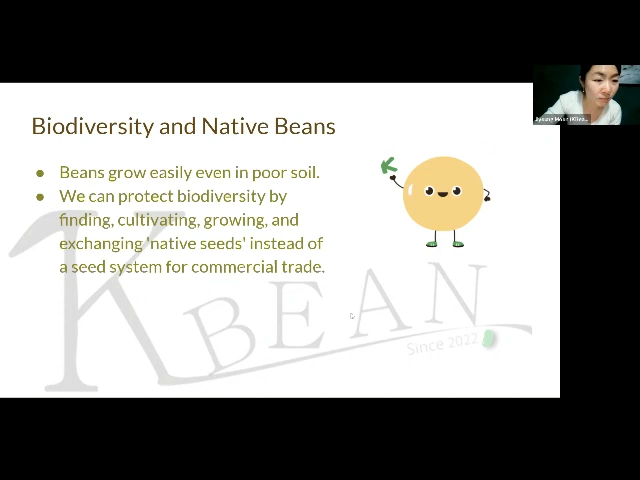 Biodiversity and Native Beans
● Beans grow easily even in poor soil.
● We can protect biodiversity by
finding, cultivating, growing, and
exchanging 'native seeds' instead of
a seed system for commercial trade.
KBEAN
Since 2022